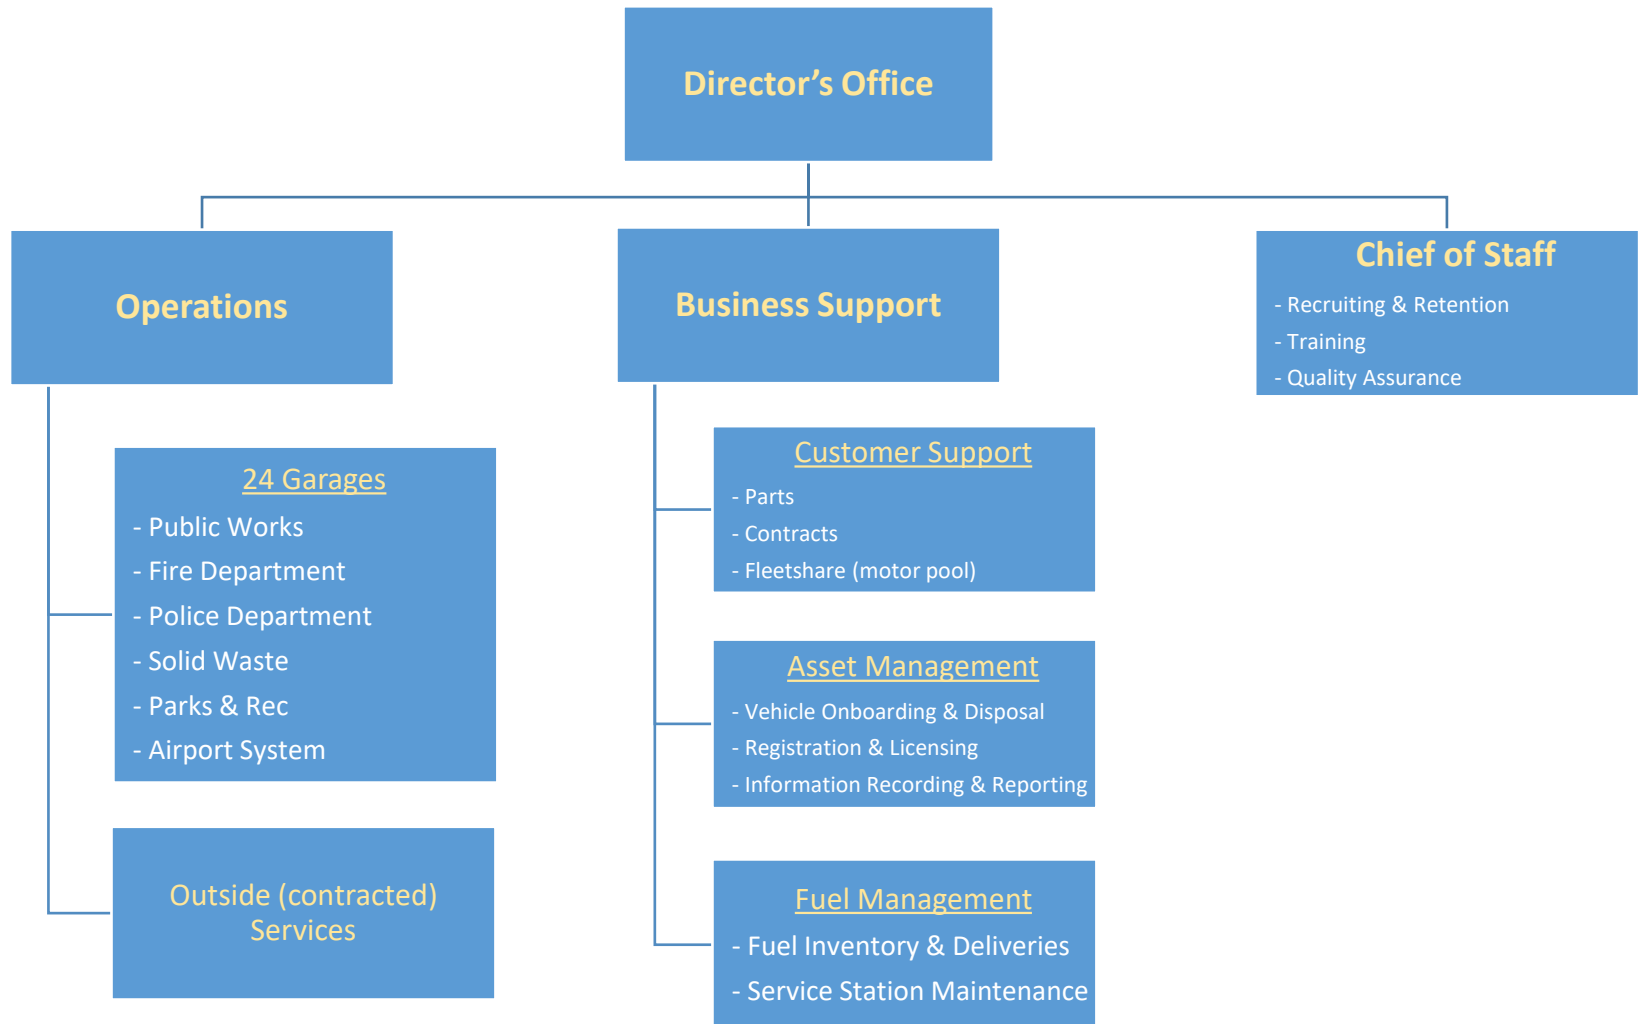 Director’s Office
Operations
Business Support
Chief of Staff
- Recruiting & Retention
- Training
- Quality Assurance
24 Garages
- Public Works
- Fire Department
- Police Department
- Solid Waste
- Parks & Rec
- Airport System
Outside (contracted)
Services
Customer Support
- Parts
- Contracts
- Fleetshare (motor pool)
Asset Management
- Vehicle Onboarding & Disposal
- Registration & Licensing
- Information Recording & Reporting
Fuel Management
- Fuel Inventory & Deliveries
- Service Station Maintenance